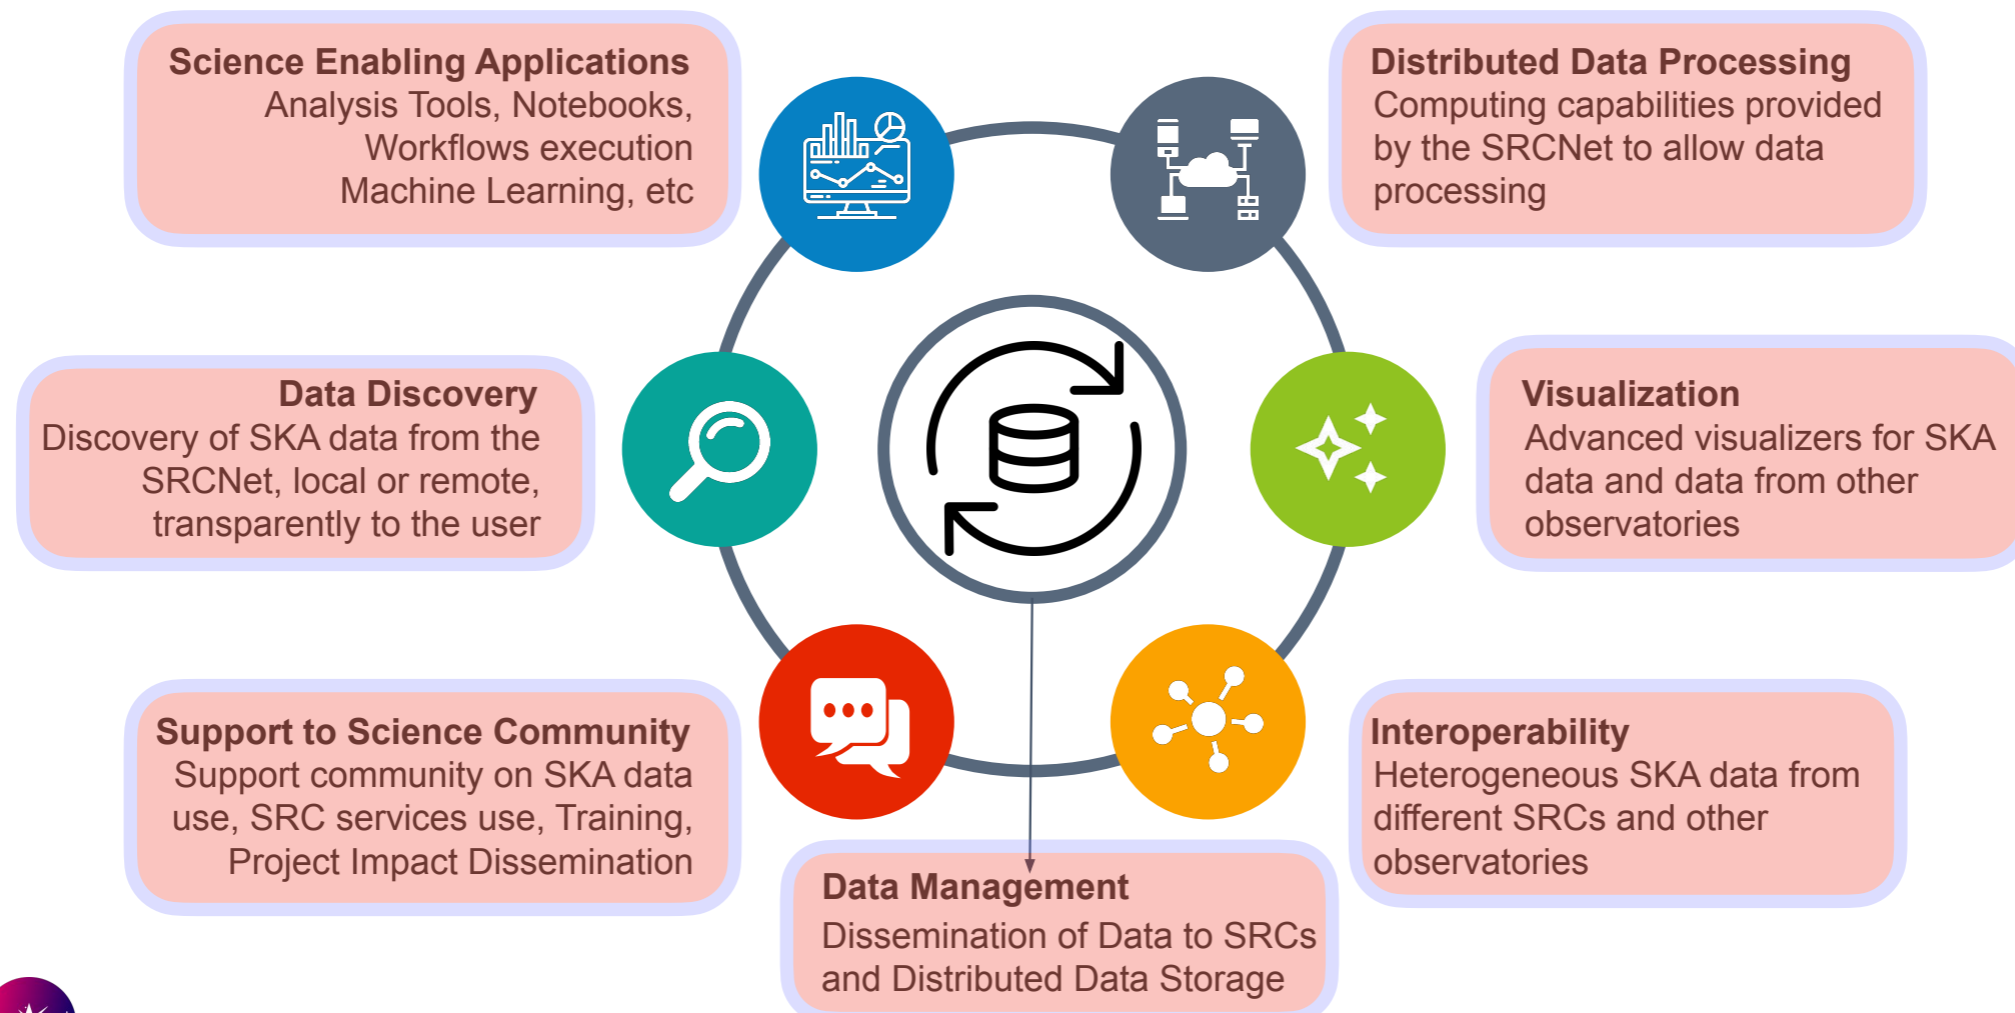 Science Enabling Applications
Analysis Tools, Notebooks,
Workflows execution
Machine Learning, etc
Distributed Data Processing
Computing capabilities provided
by the SRCNet to allow data
processing
Data Discovery
Discovery of SKA data from the
SRCNet, local or remote,
transparently to the user
Visualization
Advanced visualizers for SKA
data and data from other
observatories
Support to Science Community
Support community on SKA data
use, SRC services use, Training,
Project Impact Dissemination
Interoperability
Heterogeneous SKA data from
different SRCs and other
observatories
Data Management
Dissemination of Data to SRCs
and Distributed Data Storage